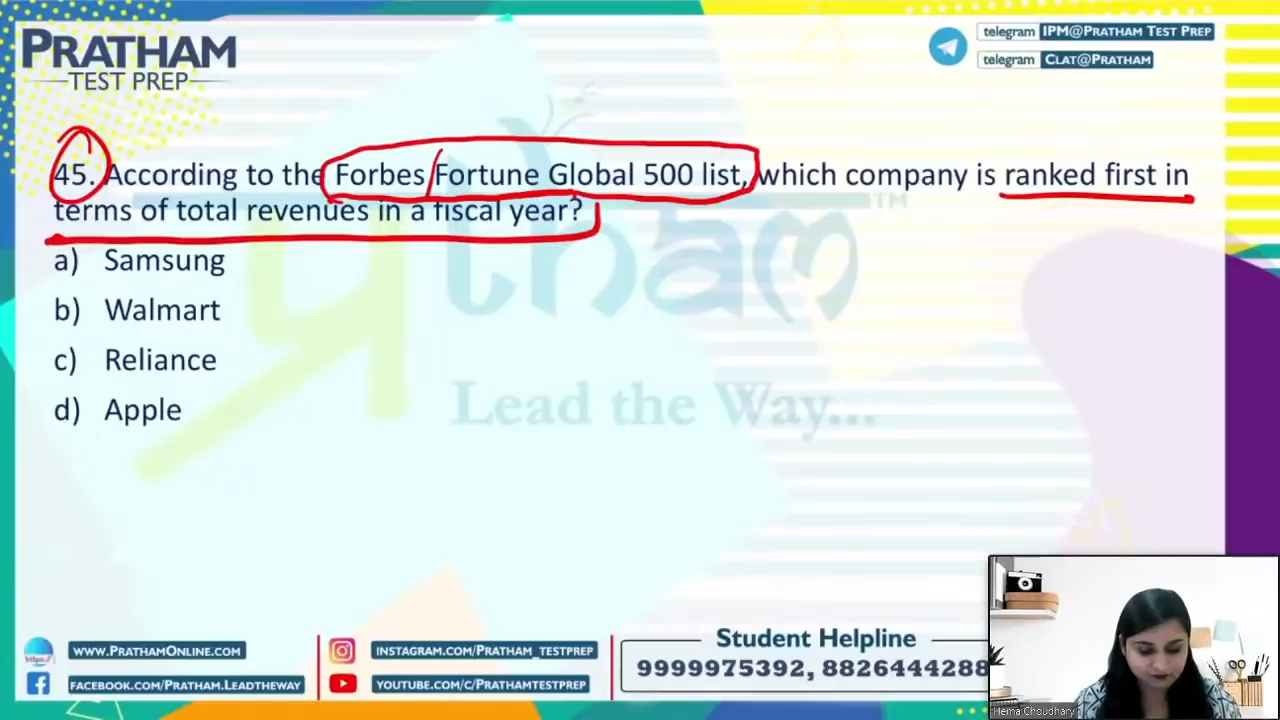 PRATHAM
TEST PREP
telegram IPM@PRATHAM TEST PREP
telegram CLAT@PRATHAM
45. According to the Forbes Fortune Global 500 list, which company is ranked first in
terms of total revenues in a fiscal year?
a) Samsung
b) Walmart
c) Reliance
d) Apple
प्रtham
TM
Lead the Way...
https://
WWW.PRATHAMONLINE.COM
FACEBOOK.COM/PRATHAM.LEADTHEWAY
INSTAGRAM.COM/PRATHAM_TESTPREP
YOUTUBE.COM/C/PRATHAMTESTPREP
Student Helpline
9999975392, 8826444288
Hema Choudhary